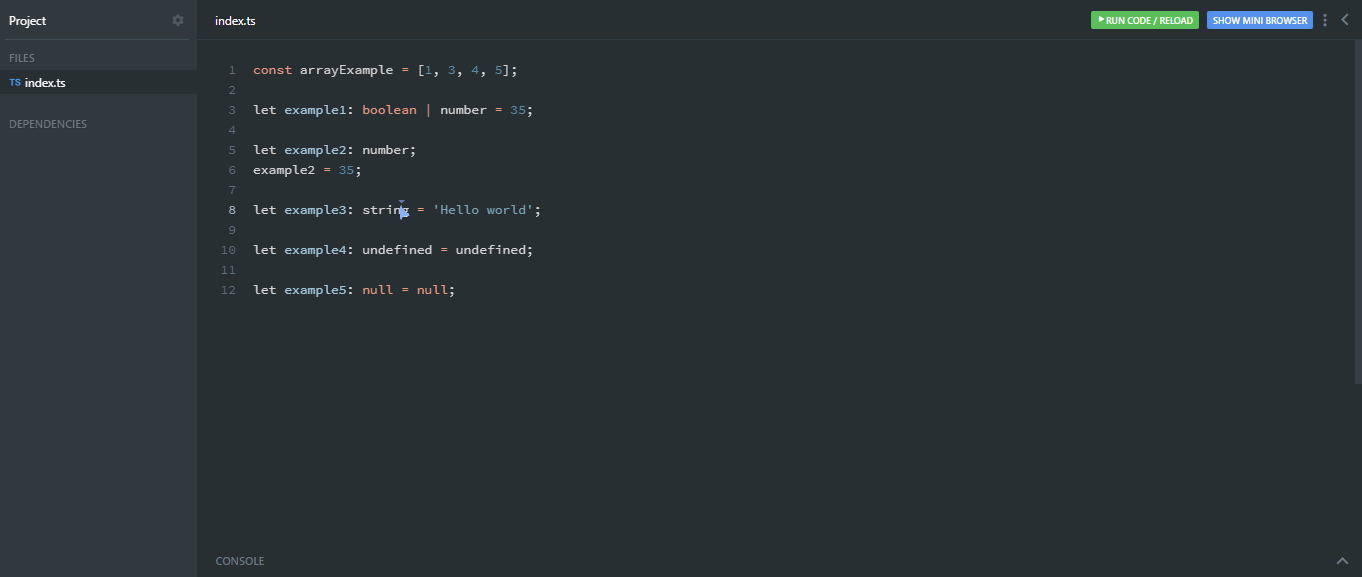 Project
index.ts
RUN CODE / RELOAD
SHOW MINI BROWSER
FILES
TS index.ts
DEPENDENCIES
1 const arrayExample = [1, 3, 4, 5];
2
3 let example1: boolean | number = 35;
4
5 let example2: number;
6 example2 = 35;
7
8 let example3: string = 'Hello world';
9
10 let example4: undefined = undefined;
11
12 let example5: null = null;
CONSOLE